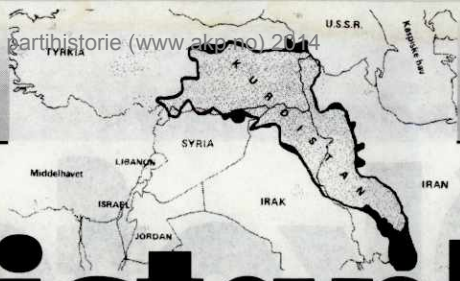 partihistorie (www.akp.no) 2014
U.S.S.R.
Kaspiske hav
TYRKIA
KURDISTAN
SYRIA
LIBANON
Middelhavet
ISRAEL
IRAK
IRAN
JORDAN